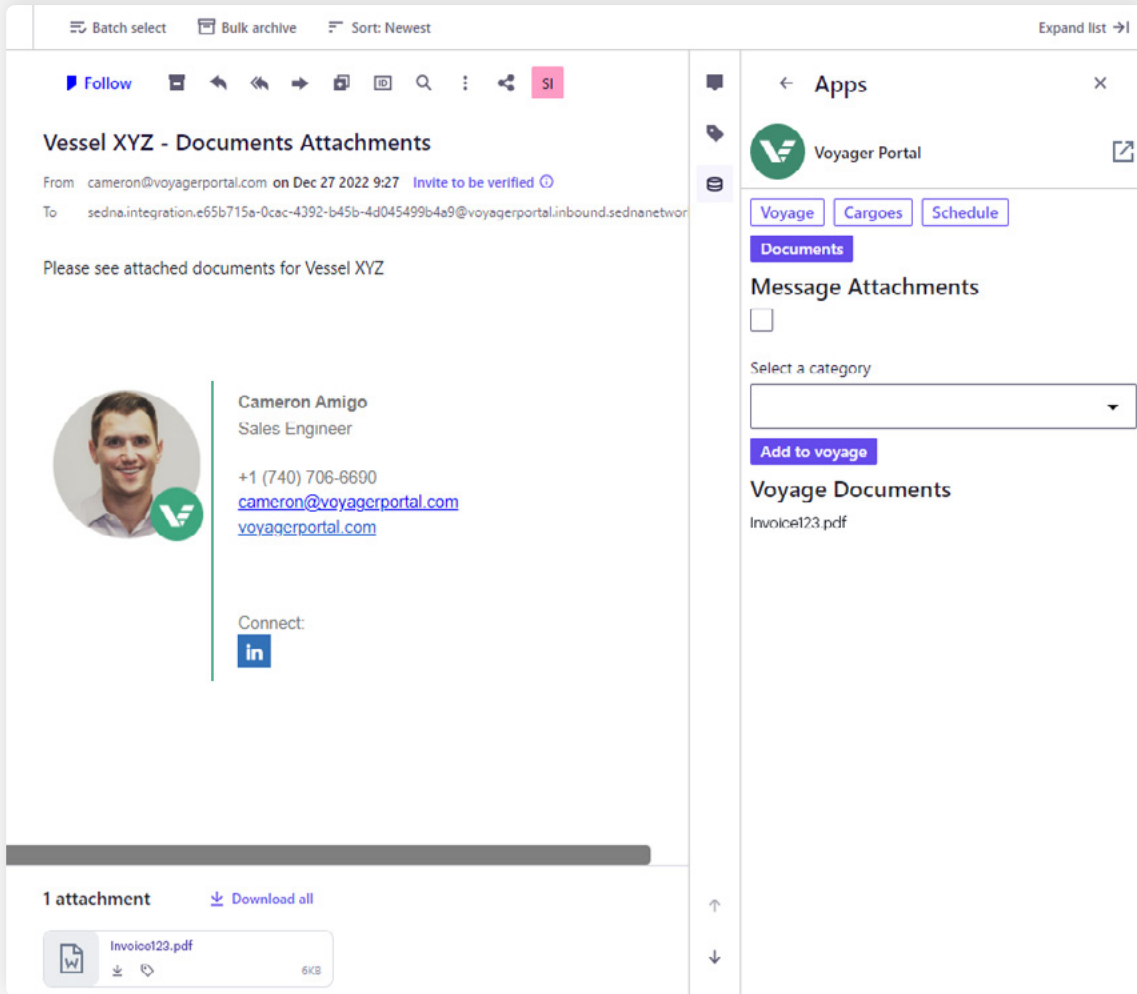 Batch select Bulk archive Sort: Newest Expand list
Follow SI
Vessel XYZ - Documents Attachments
From cameron@voyagerportal.com on Dec 27 2022 9:27 Invite to be verified
To sedna.integration.e65b715a-0cac-4392-b45b-4d045499b4a9@voyagerportal.inbound.sednanetwor
Please see attached documents for Vessel XYZ
Cameron Amigo
Sales Engineer
+1 (740) 706-6690
cameron@voyagerportal.com
voyagerportal.com
Connect:
in
1 attachment Download all
W
Invoice123.pdf
6KB
Apps
Voyager Portal
Voyage Cargoes Schedule
Documents
Message Attachments
Select a category
Add to voyage
Voyage Documents
Invoice123.pdf